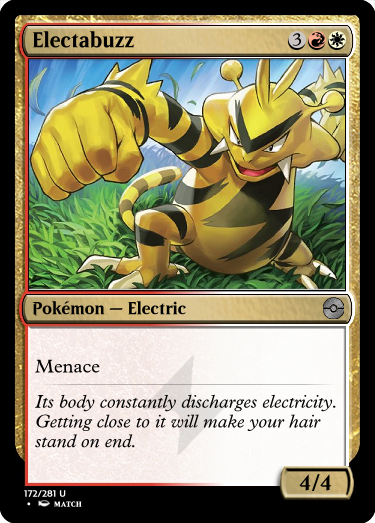 Electabuzz 3
Pokémon — Electric
Menace
Its body constantly discharges electricity.
Getting close to it will make your hair
stand on end.
4/4
172/281 U
• MATCH